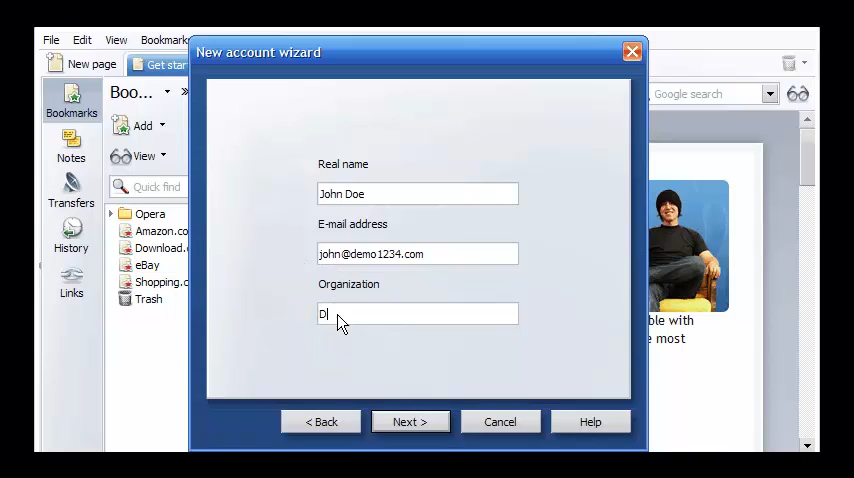 File Edit View Bookmarks
New account wizard
New page
Get star
Google search
Boo...
Bookmarks
Add
Notes
View
Transfers
Quick find
History
Opera
Amazon.co
Download.
eBay
Shopping.c
Links
Trash
Real name
John Doe
E-mail address
john@demo1234.com
Organization
D
ble with
e most
< Back
Next >
Cancel
Help